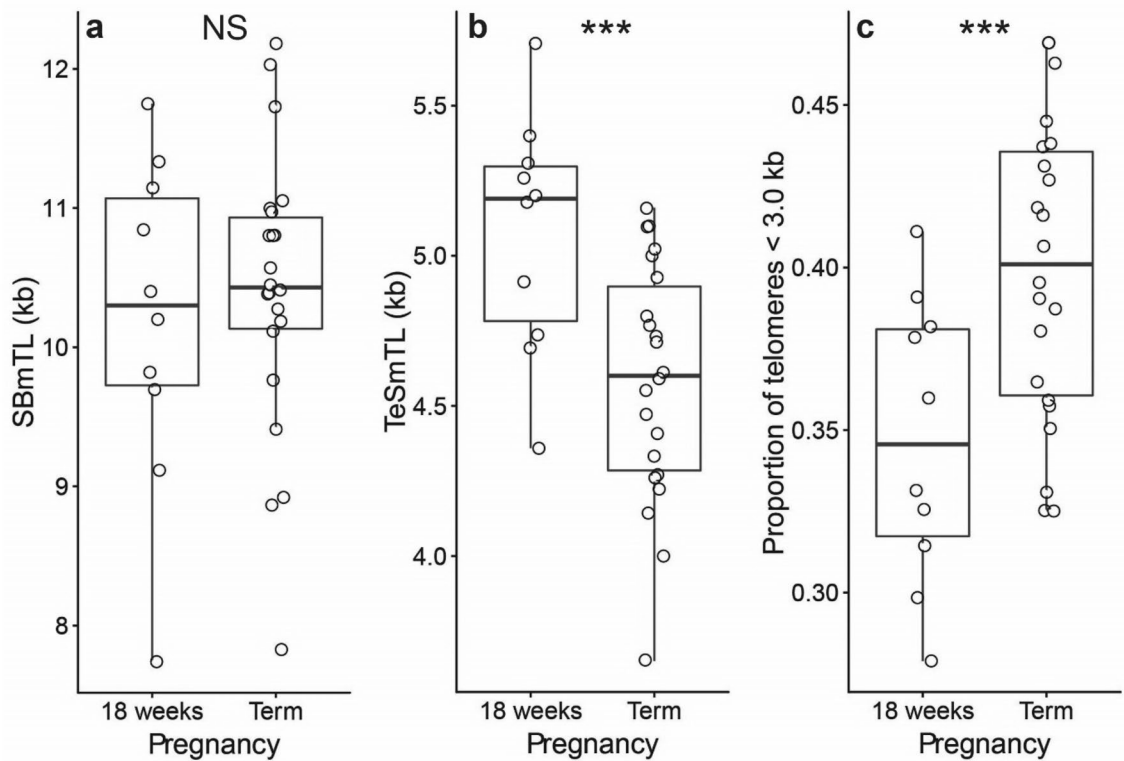 a NS
SBmTL (kb)
12
11
10
9
8
18 weeks Term
Pregnancy
b ***
TeSmTL (kb)
5.5
5.0
4.5
4.0
18 weeks Term
Pregnancy
c ***
Proportion of telomeres < 3.0 kb
0.45
0.40
0.35
0.30
18 weeks Term
Pregnancy